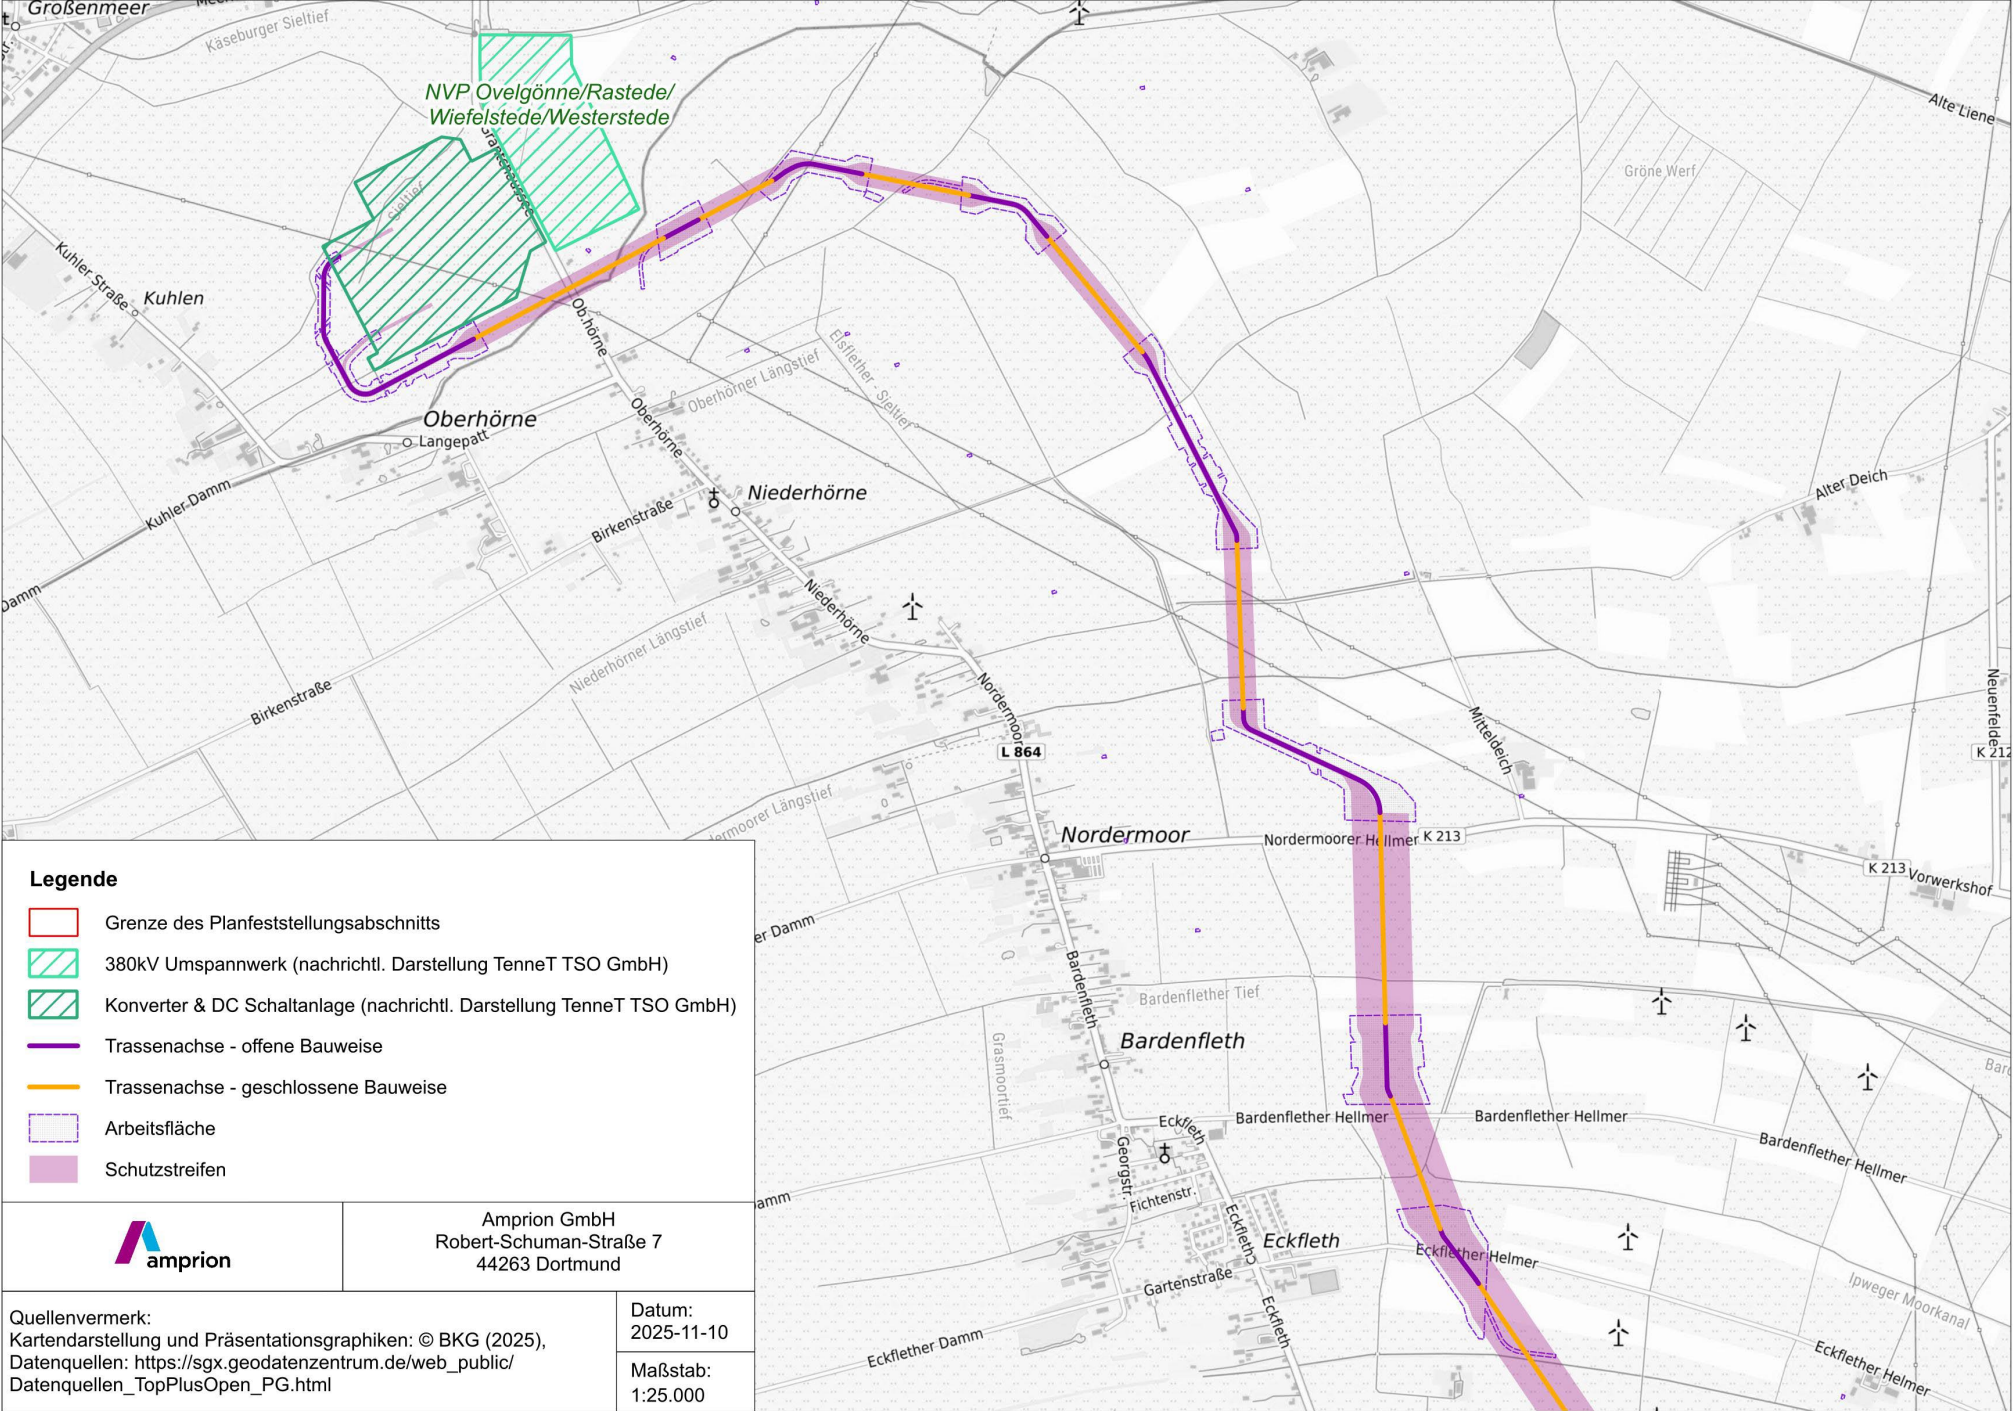 Großenmeer
Käseburger Sieltief
NVP Ovelgönne/Rastede/
Wiefelstede/Westerstede
Sieltief
Alte Liene
Gröne Werf
Kuhler Straße
Kuhlen
Ob.hörne
Oberhörner Längstief
Elsflether - Sieltief
Oberhörne
Langepatt
Oberhörne
Kuhler Damm
Birkenstraße
Niederhörne
Alter Deich
Damm
Niederhörne
Niederhörner Längstief
Birkenstraße
Nordermoor
L 864
Mitteldeich
Neuenfelde
K 212
dermoorer Längstief
Nordermoor
Nordermoorer Hellmer
K 213
K 213
Vorwerkshof
er Damm
Bardenfleth
Bardenflether Tief
Grasmoortief
Bardenfleth
Bard
Eckfleth
Bardenflether Hellmer
Bardenflether Hellmer
Bardenflether Hellmer
Georgstr.
Fichtenstr.
amm
Eckfleth
Eckfleth
Eckflether Helmer
Gartenstraße
Ipweger Moorkanal
Eckfleth
Eckflether Damm
Eckflether Helmer
Legende
Grenze des Planfeststellungsabschnitts
380kV Umspannwerk (nachrichtl. Darstellung TenneT TSO GmbH)
Konverter & DC Schaltanlage (nachrichtl. Darstellung TenneT TSO GmbH)
Trassenachse - offene Bauweise
Trassenachse - geschlossene Bauweise
Arbeitsfläche
Schutzstreifen
amprion
Amprion GmbH
Robert-Schuman-Straße 7
44263 Dortmund
Quellenvermerk:
Kartendarstellung und Präsentationsgraphiken: © BKG (2025),
Datenquellen: https://sgx.geodatenzentrum.de/web_public/
Datenquellen_TopPlusOpen_PG.html
Datum:
2025-11-10
Maßstab:
1:25.000